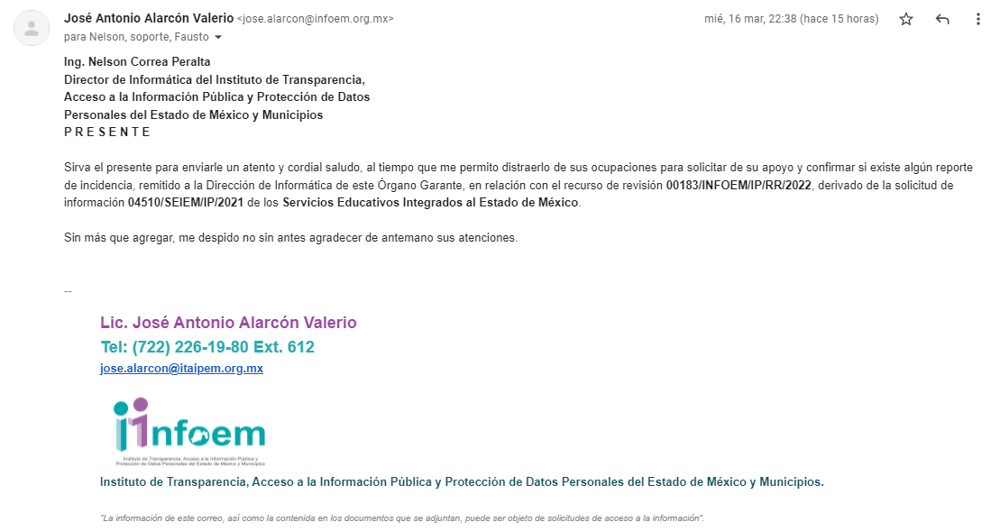 José Antonio Alarcón Valerio <jose.alarcon@infoem.org.mx>
mié, 16 mar, 22:38 (hace 15 horas)
para Nelson, soporte, Fausto
Ing. Nelson Correa Peralta
Director de Informática del Instituto de Transparencia,
Acceso a la Información Pública y Protección de Datos
Personales del Estado de México y Municipios
P R E S E N T E
Sirva el presente para enviarle un atento y cordial saludo, al tiempo que me permito distraerlo de sus ocupaciones para solicitar de su apoyo y confirmar si existe algún reporte
de incidencia, remitido a la Dirección de Informática de este Órgano Garante, en relación con el recurso de revisión 00183/INFOEM/IP/RR/2022, derivado de la solicitud de
información 04510/SEIEM/IP/2021 de los Servicios Educativos Integrados al Estado de México.
Sin más que agregar, me despido no sin antes agradecer de antemano sus atenciones.
--
Lic. José Antonio Alarcón Valerio
Tel: (722) 226-19-80 Ext. 612
jose.alarcon@itaipem.org.mx
infoem
Instituto de Transparencia, Acceso a la Información Pública y
Protección de Datos Personales del Estado de México y Municipios
Instituto de Transparencia, Acceso a la Información Pública y Protección de Datos Personales del Estado de México y Municipios.
"La información de este correo, así como la contenida en los documentos que se adjuntan, puede ser objeto de solicitudes de acceso a la información".